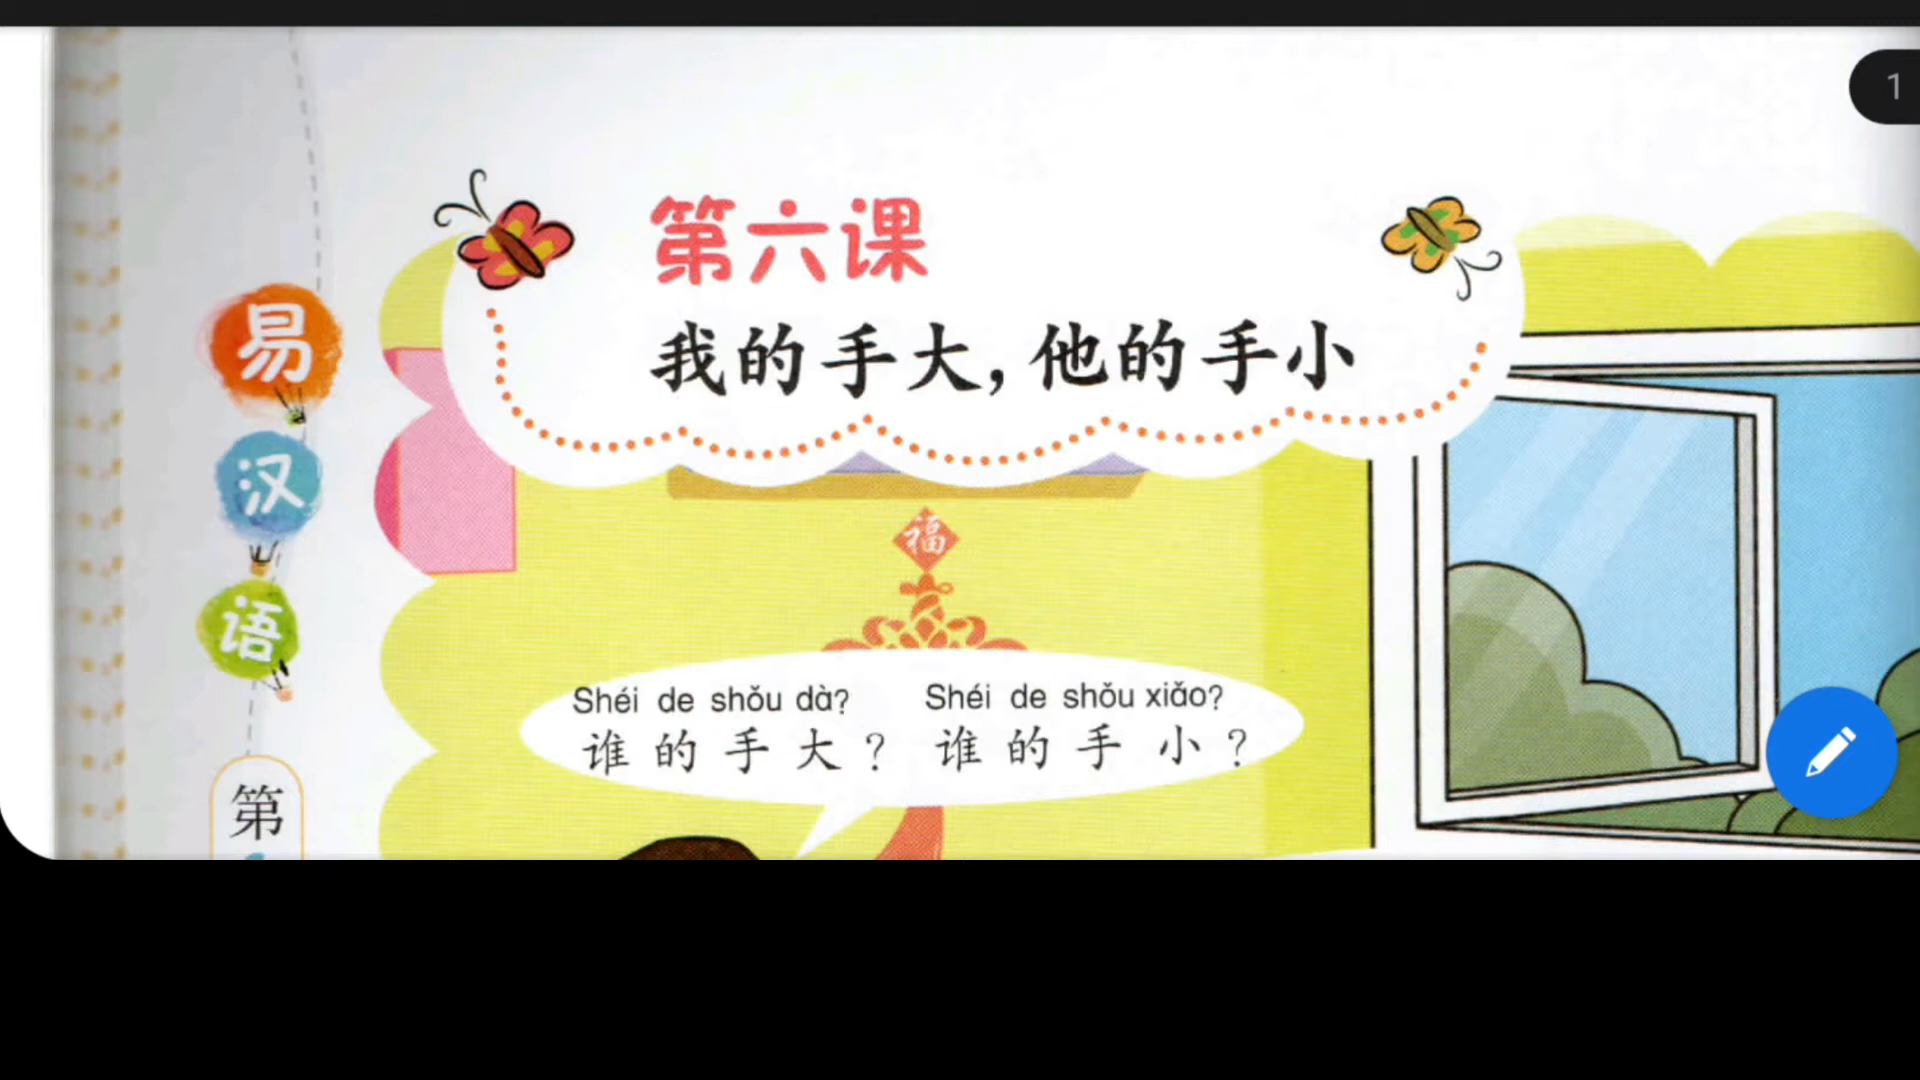 1
第六课
我的手大，他的手小
易
汉
语
福
Shéi de shǒu dà? Shéi de shǒu xiǎo?
谁的手大？谁的手小？
第